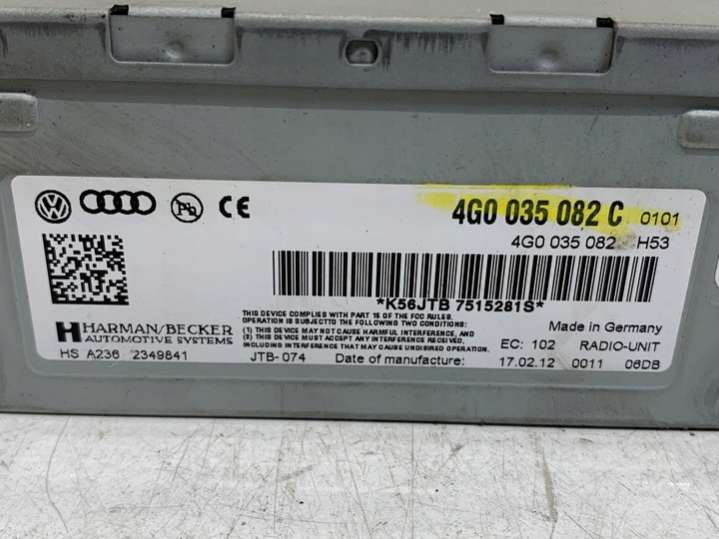 4G0 035 082 C 0101
4G0 035 082 H53
*K56JTB 7515281S*
THIS DEVICE COMPLIES WITH PART 15 OF THE FCC RULES.
OPERATION IS SUBJECTED TO THE FOLLOWING TWO CONDITIONS:
(1) THIS DEVICE MAY NOT CAUSE HARMFUL INTERFERENCE, AND
(2) THIS DEVICE MUST ACCEPT ANY INTERFERENCE RECEIVED
INCLUDING INTERFERENCE THAT MAY CAUSE UNDESIRED OPERATION.
HARMAN/BECKER
AUTOMOTIVE SYSTEMS
Made in Germany
EC: 102 RADIO-UNIT
HS A236 2349841 JTB-074 Date of manufacture: 17.02.12 0011 06DB